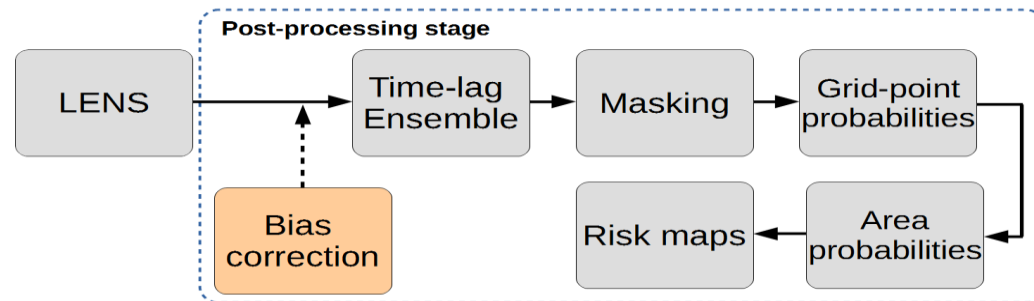 Post-processing stage
LENS
Time-lag
Ensemble
Masking
Grid-point
probabilities
Bias
correction
Risk maps
Area
probabilities